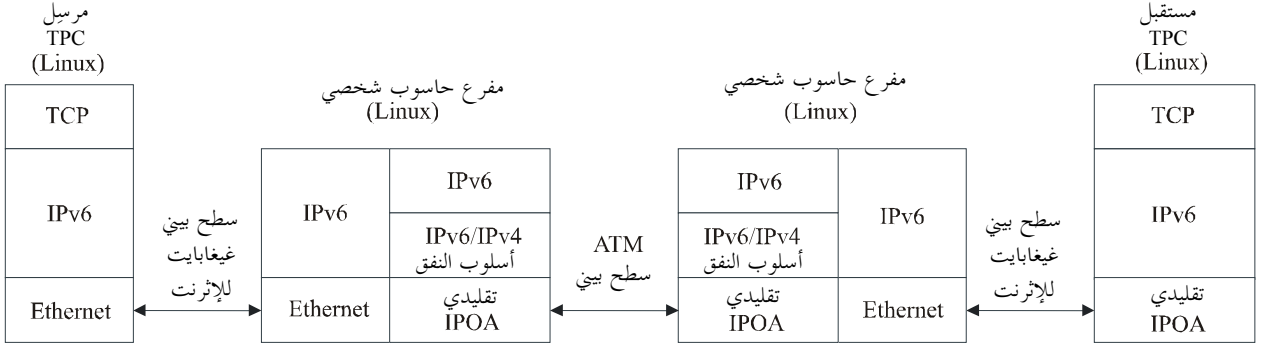 مرسِل
TPC
(Linux)
TCP
IPv6
Ethernet
سطح بيني
غيغابايت
للإثرنت
مفرع حاسوب شخصي
(Linux)
IPv6
Ethernet
IPv6
IPv6/IPv4
أسلوب النفق
تقليدي
IPOA
ATM
سطح بيني
مفرع حاسوب شخصي
(Linux)
IPv6
IPv6/IPv4
أسلوب النفق
تقليدي
IPOA
IPv6
Ethernet
سطح بيني
غيغابايت
للإثرنت
مستقبل
TPC
(Linux)
TCP
IPv6
تقليدي
IPOA